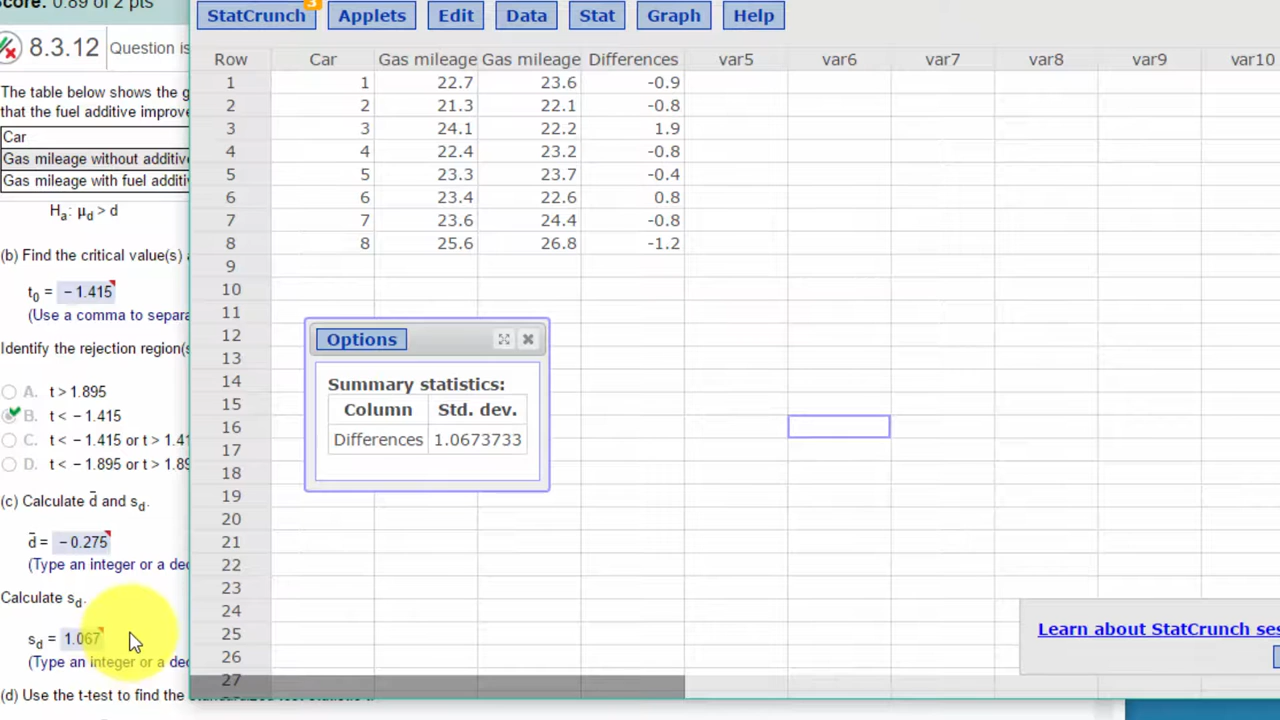 Score: 0.89 of 2 pts
8.3.12 Question is
The table below shows the g
that the fuel additive improve
Car
Gas mileage without additive
Gas mileage with fuel additi
Ha: μd > d
(b) Find the critical value(s)
t0 = − 1.415
(Use a comma to separa
Identify the rejection region(s
A. t > 1.895
B. t < − 1.415
C. t < − 1.415 or t > 1.41
D. t < − 1.895 or t > 1.89
(c) Calculate d̄ and sd.
d̄ = − 0.275
(Type an integer or a dec
Calculate sd.
sd = 1.067
(Type an integer or a dec
(d) Use the t-test to find the
StatCrunch 3 Applets Edit Data Stat Graph Help
Row Car Gas mileage Gas mileage Differences var5 var6 var7 var8 var9 var10
1 1 22.7 23.6 -0.9
2 2 21.3 22.1 -0.8
3 3 24.1 22.2 1.9
4 4 22.4 23.2 -0.8
5 5 23.3 23.7 -0.4
6 6 23.4 22.6 0.8
7 7 23.6 24.4 -0.8
8 8 25.6 26.8 -1.2
9
10
11
12
13
14
15
16
17
18
19
20
21
22
23
24
25
26
27
Options
Summary statistics:
Column Std. dev.
Differences 1.0673733
Learn about StatCrunch ses